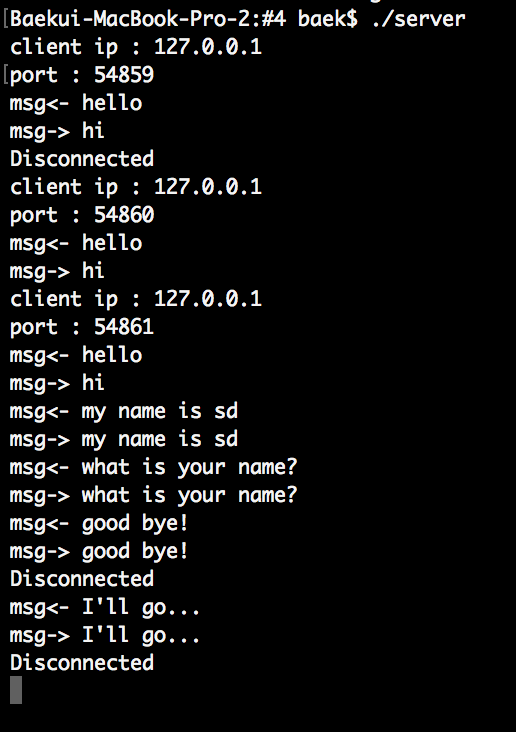 [Baekui-MacBook-Pro-2:#4 baek$ ./server
client ip : 127.0.0.1
[port : 54859
msg<- hello
msg-> hi
Disconnected
client ip : 127.0.0.1
port : 54860
msg<- hello
msg-> hi
client ip : 127.0.0.1
port : 54861
msg<- hello
msg-> hi
msg<- my name is sd
msg-> my name is sd
msg<- what is your name?
msg-> what is your name?
msg<- good bye!
msg-> good bye!
Disconnected
msg<- I'll go...
msg-> I'll go...
Disconnected